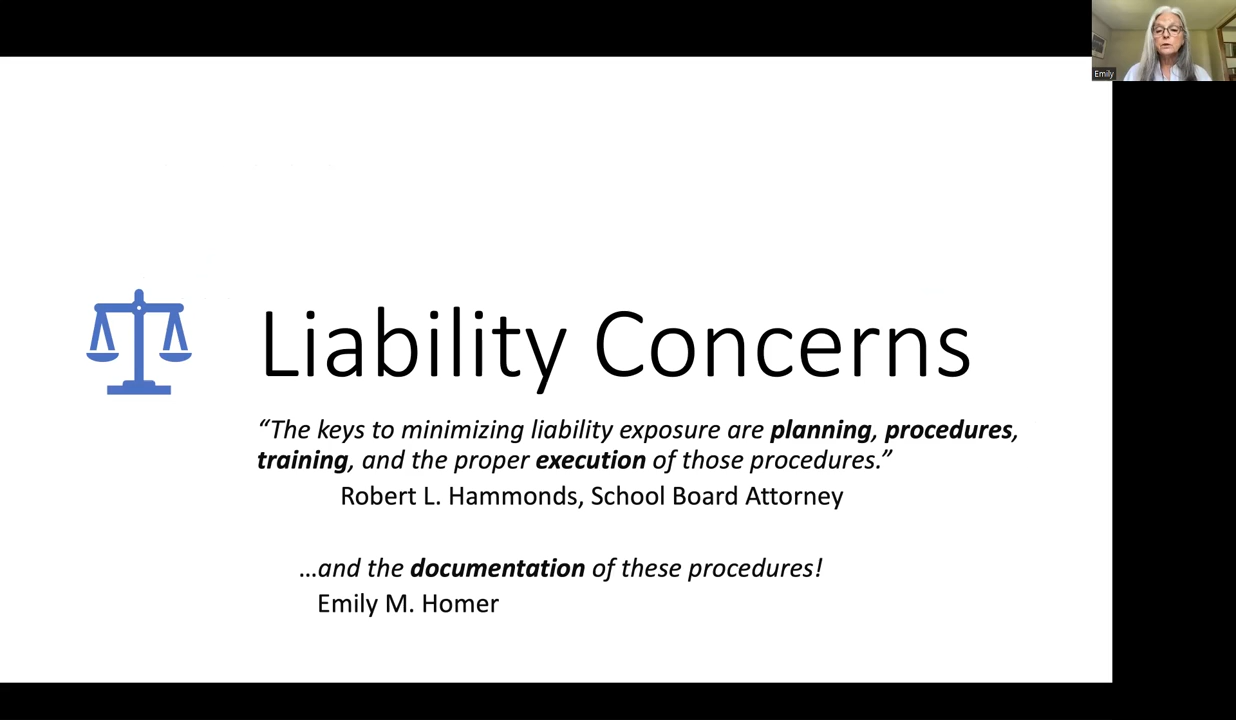 Emily
Liability Concerns
“The keys to minimizing liability exposure are planning, procedures,
training, and the proper execution of those procedures.”
Robert L. Hammonds, School Board Attorney
…and the documentation of these procedures!
Emily M. Homer